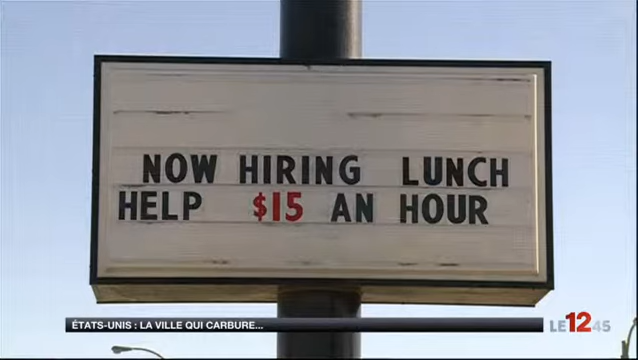 NOW HIRING LUNCH
HELP $15 AN HOUR
ÉTATS-UNIS : LA VILLE QUI CARBURE...
LE 12 45